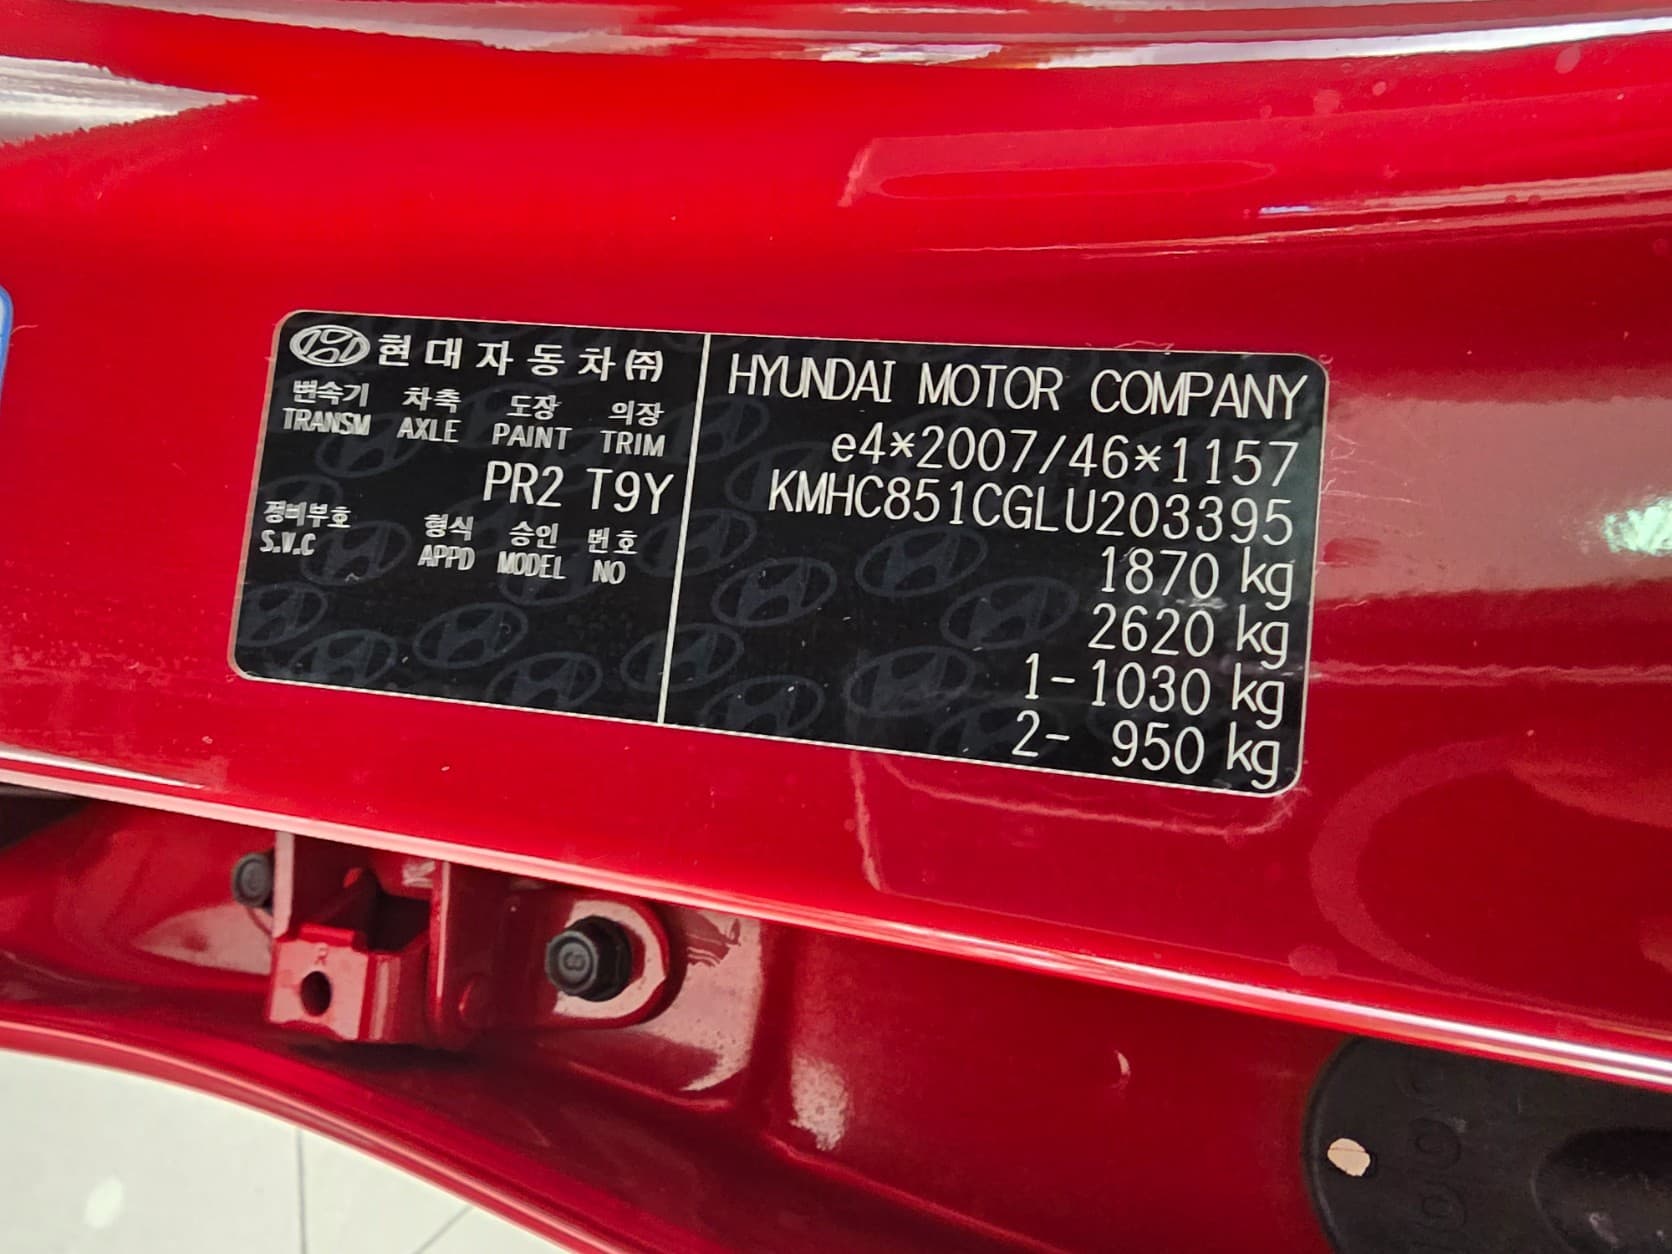 현대자동차㈜
변속기 차축 도장 의장
TRANSM AXLE PAINT TRIM
PR2 T9Y
정비부호 형식 승인 번호
S.V.C APPD MODEL NO
HYUNDAI MOTOR COMPANY
e4*2007/46*1157
KMHC851CGLU203395
1870 kg
2620 kg
1-1030 kg
2- 950 kg
R
8